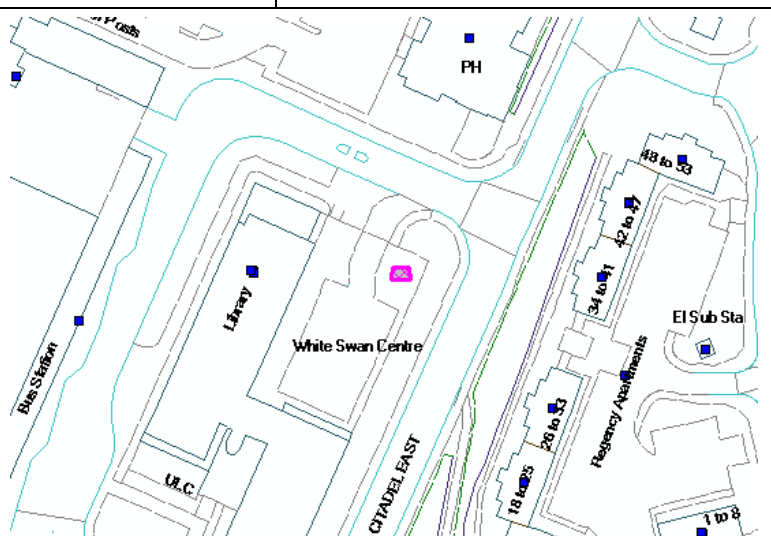 Posts
PH
48 to 53
42 to 47
34 to 41
Library
El Sub Sta
White Swan Centre
Bus Station
Regency Apartments
26 to 33
CITADEL EAST
18 to 25
1 to 8